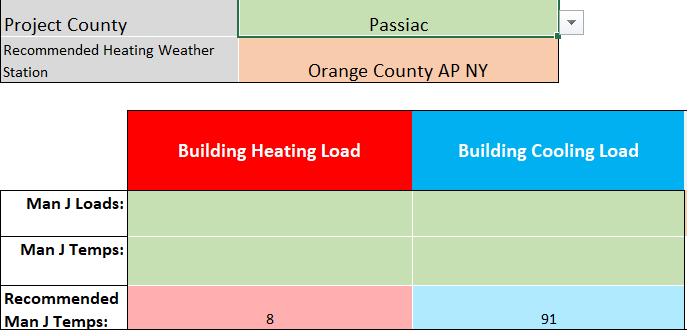 Project County
Passiac
Recommended Heating Weather
Station
Orange County AP NY
Building Heating Load
Building Cooling Load
Man J Loads:
Man J Temps:
Recommended
Man J Temps:
8
91